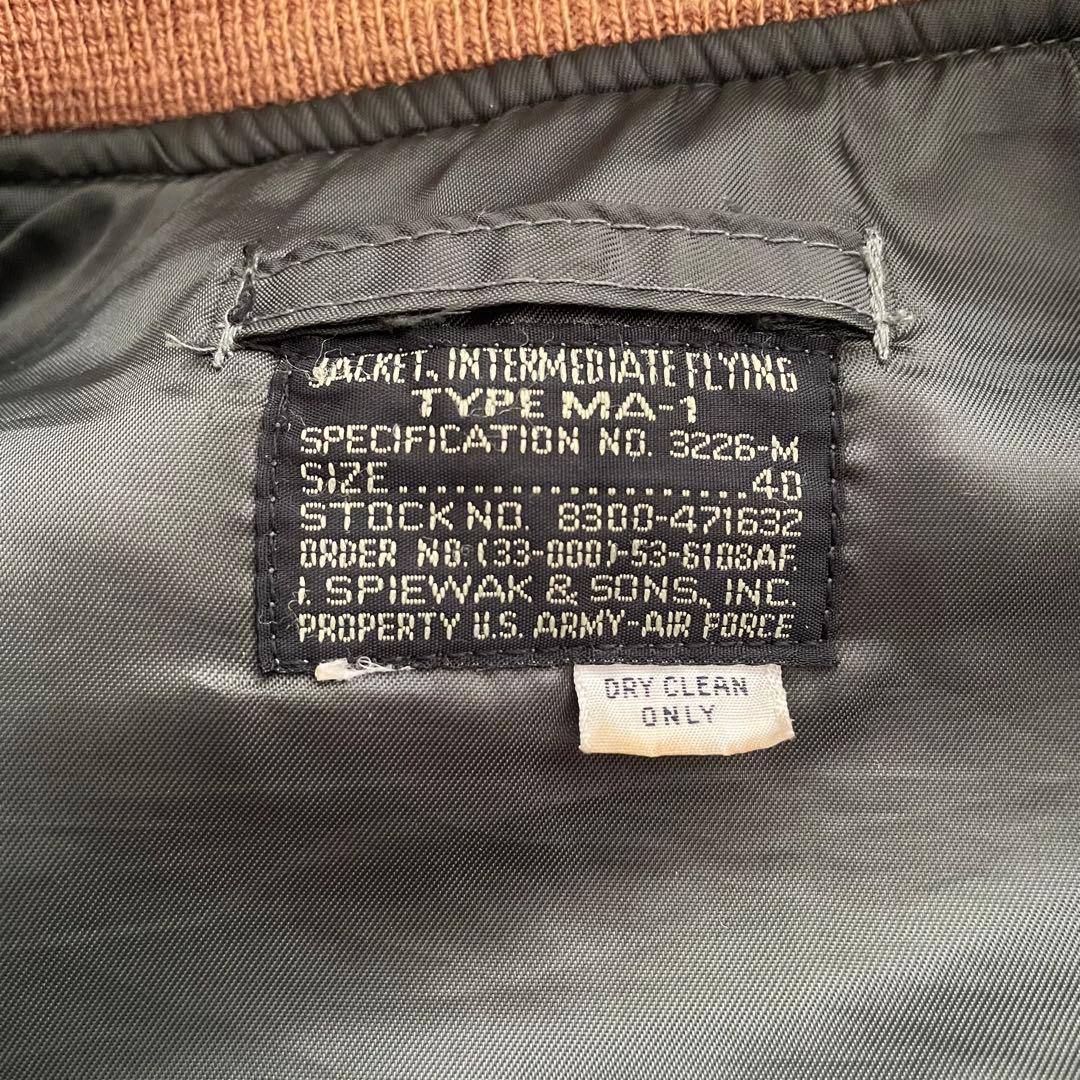 JACKET, INTERMEDIATE FLYING
TYPE MA-1
SPECIFICATION NO. 3226-M
SIZE......................40
STOCK NO. 8300-471632
ORDER NO.(33-000)-53-6108AF
I. SPIEWAK & SONS, INC.
PROPERTY U.S. ARMY-AIR FORCE
DRY CLEAN
ONLY